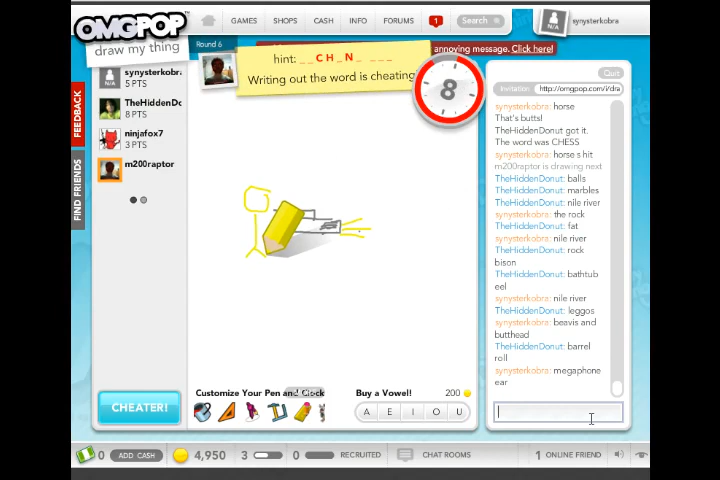 OMGPOP
GAMES SHOPS CASH INFO FORUMS 1 Search N/A synysterkobra
draw my thing
Round 6
annoying message. Click here!
hint: _ _ C H _ N _ _ _ _
Writing out the word is cheating
8
FEEDBACK
FIND FRIENDS
N/A synysterkobra
5 PTS
TheHiddenDo
8 PTS
ninjafox7
3 PTS
m200raptor
Quit
Invitation http://omgpop.com/i/dra
synysterkobra: horse
That's butts!
TheHiddenDonut got it.
The word was CHESS
synysterkobra: horse s hit
m200raptor is drawing next
TheHiddenDonut: balls
TheHiddenDonut: marbles
TheHiddenDonut: nile river
synysterkobra: the rock
TheHiddenDonut: fat
synysterkobra: nile river
TheHiddenDonut: rock
bison
TheHiddenDonut: bathtub
eel
synysterkobra: nile river
TheHiddenDonut: leggos
synysterkobra: beavis and
butthead
TheHiddenDonut: barrel
roll
synysterkobra: megaphone
ear
Customize Your Pen and Clock
Buy a Vowel! 200
A E I O U
CHEATER!
0 ADD CASH 4,950 3 0 RECRUITED CHAT ROOMS 1 ONLINE FRIEND